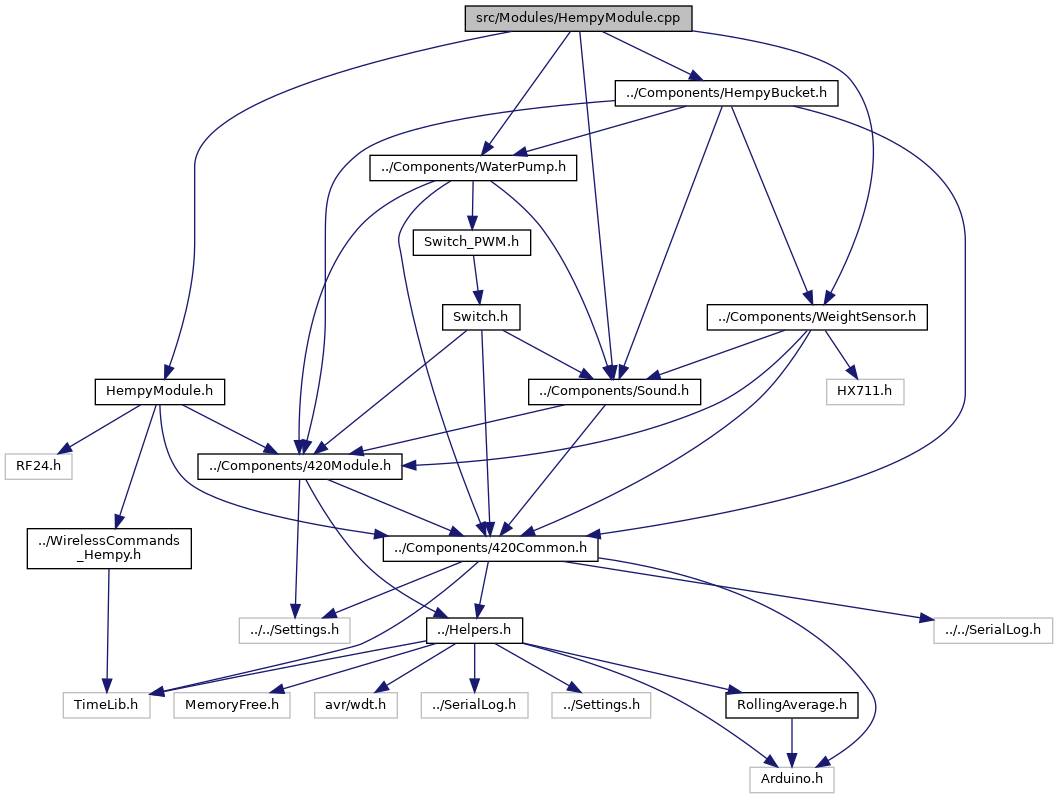 src/Modules/HempyModule.cpp
../Components/HempyBucket.h
../Components/WaterPump.h
Switch_PWM.h
Switch.h
../Components/WeightSensor.h
HempyModule.h
../Components/Sound.h
HX711.h
RF24.h
../Components/420Module.h
../WirelessCommands
_Hempy.h
../Components/420Common.h
../../Settings.h
../Helpers.h
../../SerialLog.h
TimeLib.h
MemoryFree.h
avr/wdt.h
../SerialLog.h
../Settings.h
RollingAverage.h
Arduino.h